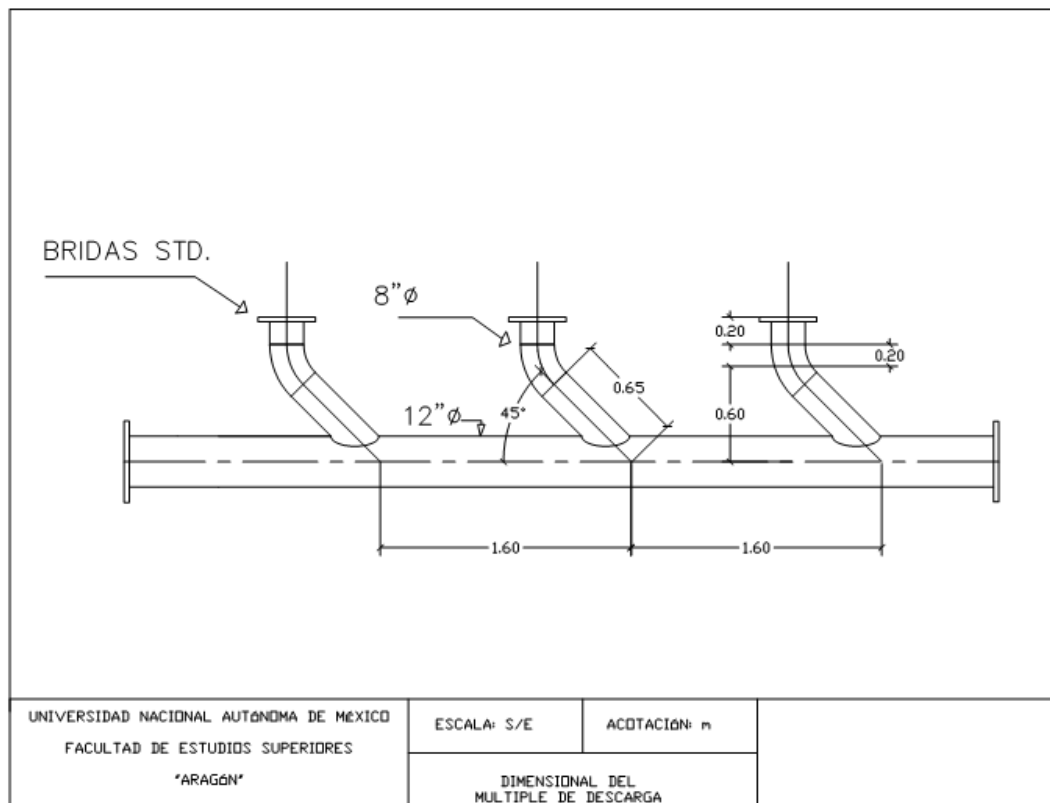 BRIDAS STD.
8"ø
0.20
0.20
0.65
12"ø
45°
0.60
1.60
1.60
UNIVERSIDAD NACIONAL AUTÓNOMA DE MÉXICO
FACULTAD DE ESTUDIOS SUPERIORES
"ARAGÓN"
ESCALA: S/E
ACOTACIÓN: m
DIMENSIONAL DEL
MULTIPLE DE DESCARGA